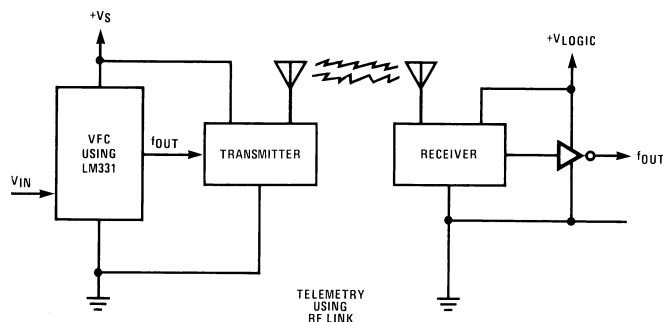 +VS
+VLOGIC
VFC
USING
LM331
fOUT
TRANSMITTER
RECEIVER
fOUT
VIN
TELEMETRY
USING
RF LINK